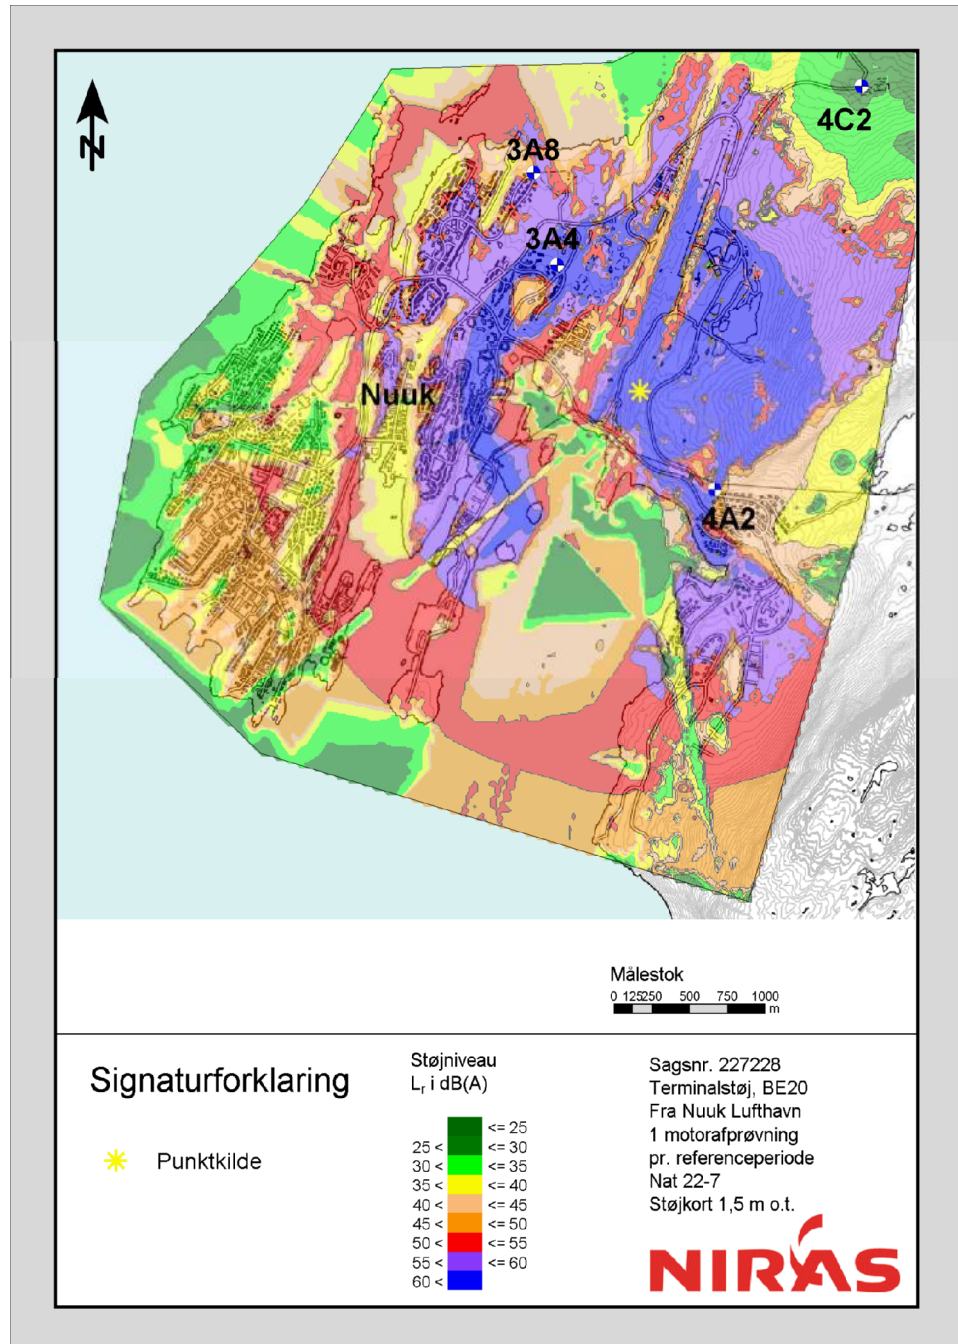 N
4C2
3A8
3A4
Nuuk
4A2
Målestok
0 125250 500 750 1000
m
Signaturforklaring
Punktkilde
Støjniveau
Lr i dB(A)
<= 25
25 < <= 30
30 < <= 35
35 < <= 40
40 < <= 45
45 < <= 50
50 < <= 55
55 < <= 60
60 <
Sagsnr. 227228
Terminalstøj, BE20
Fra Nuuk Lufthavn
1 motorafprøvning
pr. referenceperiode
Nat 22-7
Støjkort 1,5 m o.t.
NIRAS